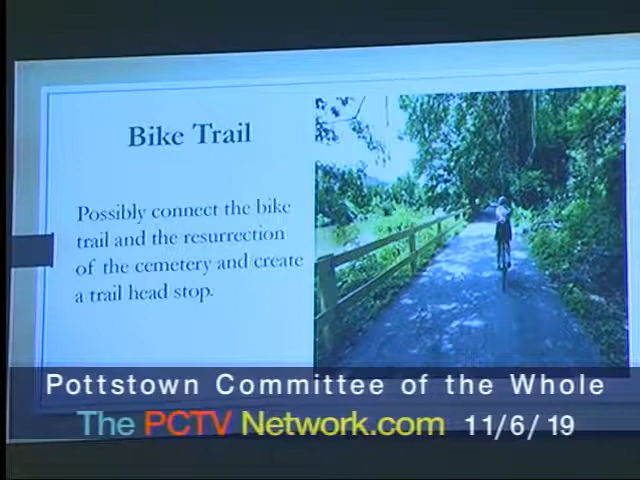 Bike Trail
Possibly connect the bike
trail and the resurrection
of the cemetery and create
a trail head stop.
Pottstown Committee of the Whole
The PCTV Network.com 11/6/19